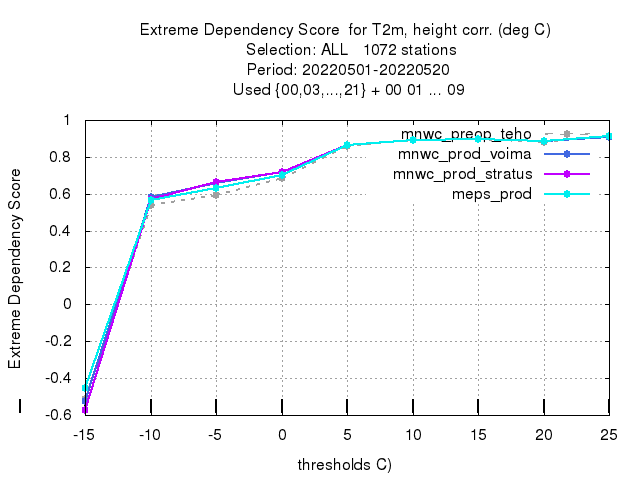 Extreme Dependency Score for T2m, height corr. (deg C)
Selection: ALL 1072 stations
Period: 20220501-20220520
Used {00,03,...,21} + 00 01 ... 09
Extreme Dependency Score
1
0.8
0.6
0.4
0.2
0
-0.2
-0.4
-0.6
mnwc_preop_teho
mnwc_prod_voima
mnwc_prod_stratus
meps_prod
-15 -10 -5 0 5 10 15 20 25
thresholds C)